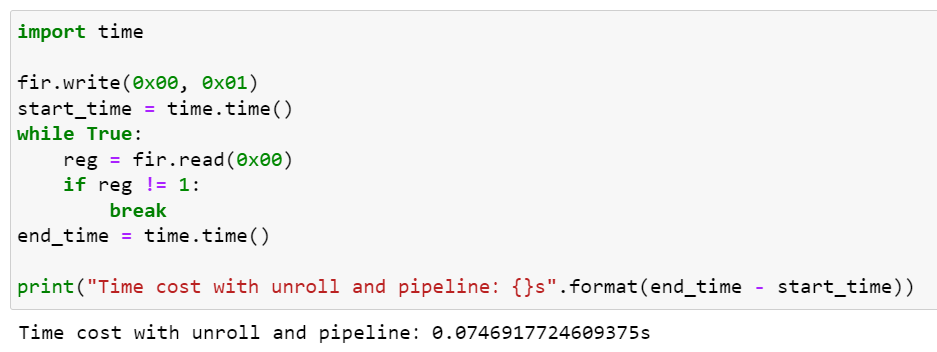 import time
fir.write(0x00, 0x01)
start_time = time.time()
while True:
    reg = fir.read(0x00)
    if reg != 1:
        break
end_time = time.time()
print("Time cost with unroll and pipeline: {}s".format(end_time - start_time))
Time cost with unroll and pipeline: 0.0746917724609375s